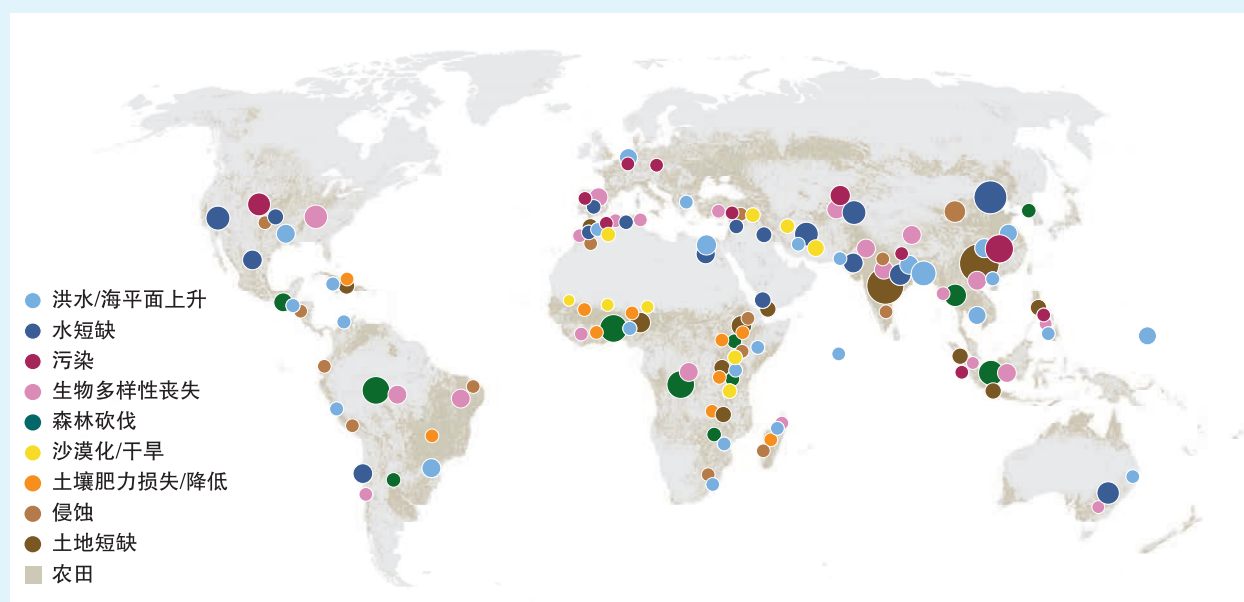 洪水/海平面上升
水短缺
污染
生物多样性丧失
森林砍伐
沙漠化/干旱
土壤肥力损失/降低
侵蚀
土地短缺
农田